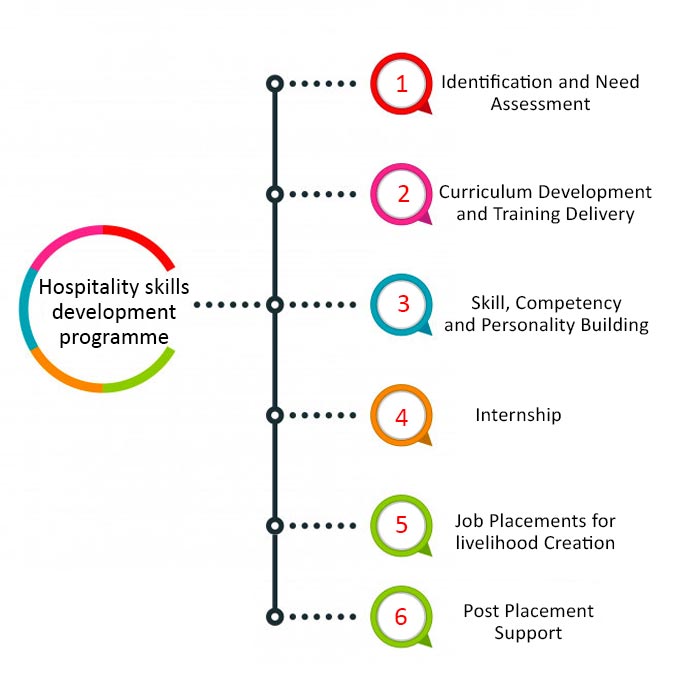 Hospitality skills
development
programme
1
Identification and Need
Assessment
2
Curriculum Development
and Training Delivery
3
Skill, Competency
and Personality Building
4
Internship
5
Job Placements for
livelihood Creation
6
Post Placement
Support